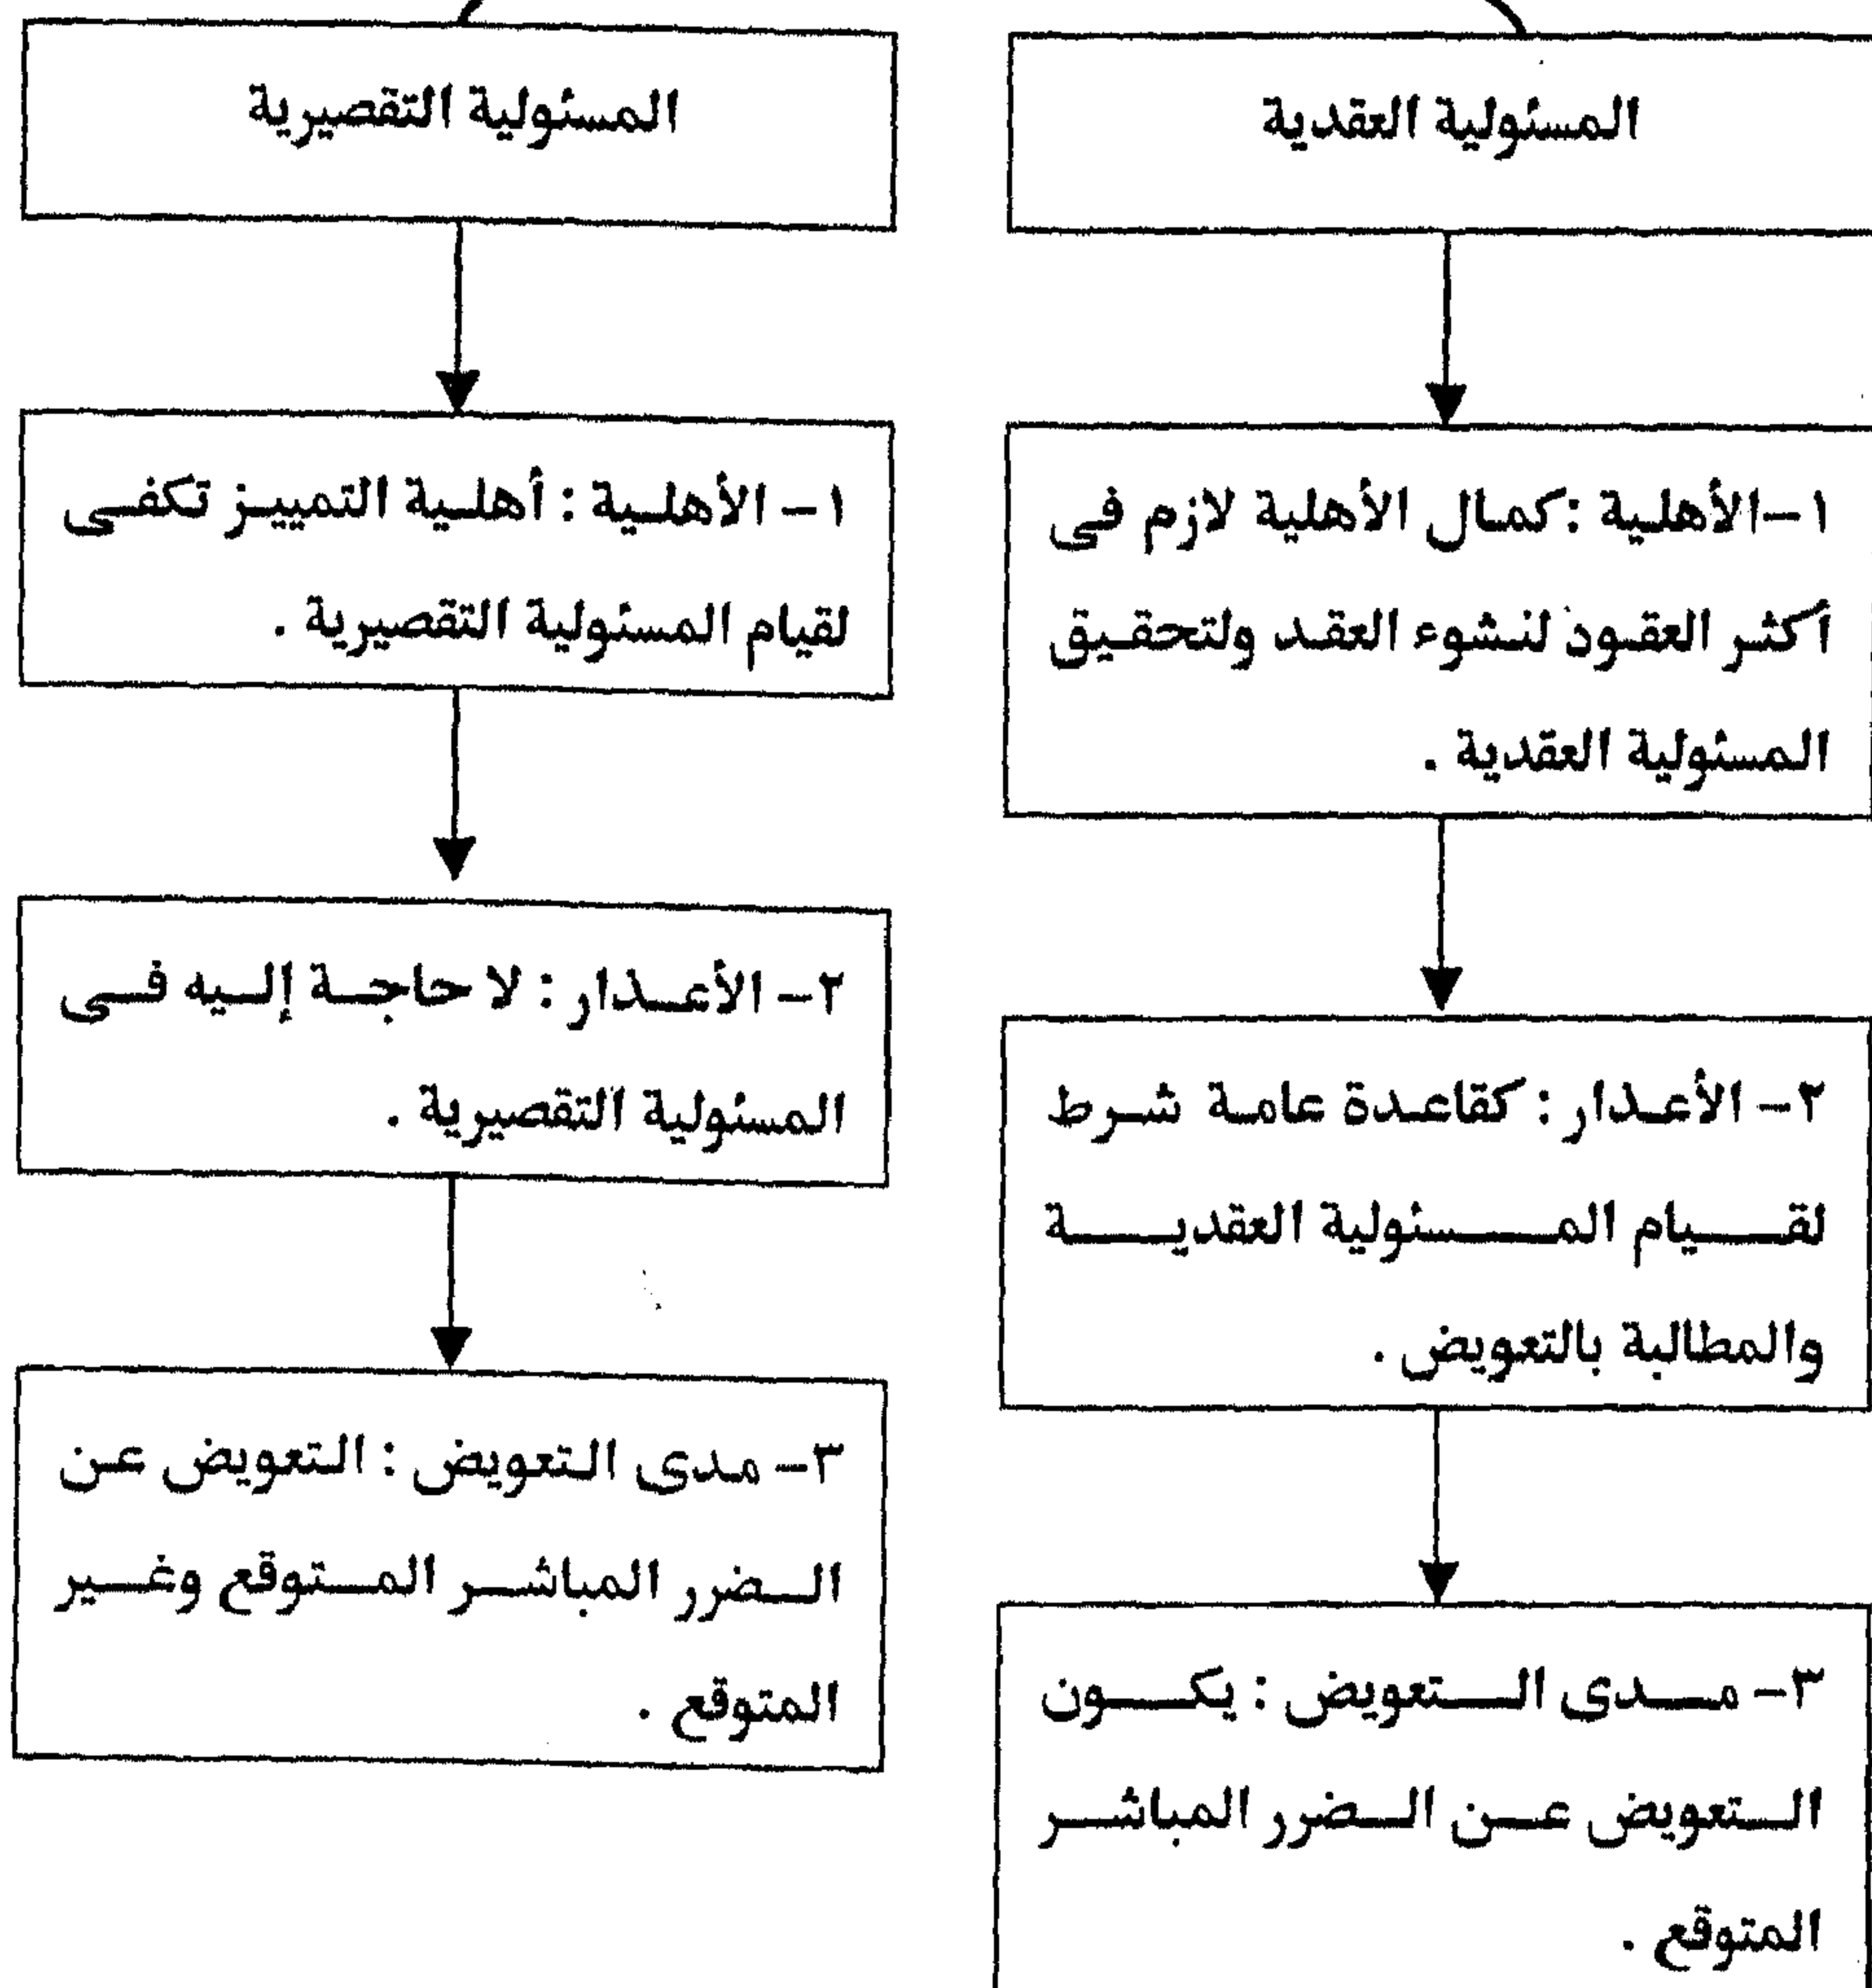 المسئولية العقدية
١-الأهلية : كمال الأهلية لازم فى
أكثر العقود لنشوء العقد ولتحقيق
المسئولية العقدية .
٢- الأعذار : كقاعدة عامة شرط
لقيام المسئولية العقدية
والمطالبة بالتعويض .
٣- مدى التعويض : يكون
التعويض عن الضرر المباشر
المتوقع .
المسئولية التقصيرية
١- الأهلية : أهلية التمييز تكفى
لقيام المسئولية التقصيرية .
٢- الأعذار : لا حاجة إليه فى
المسئولية التقصيرية .
٣- مدى التعويض : التعويض عن
الضرر المباشر المتوقع وغير
المتوقع .